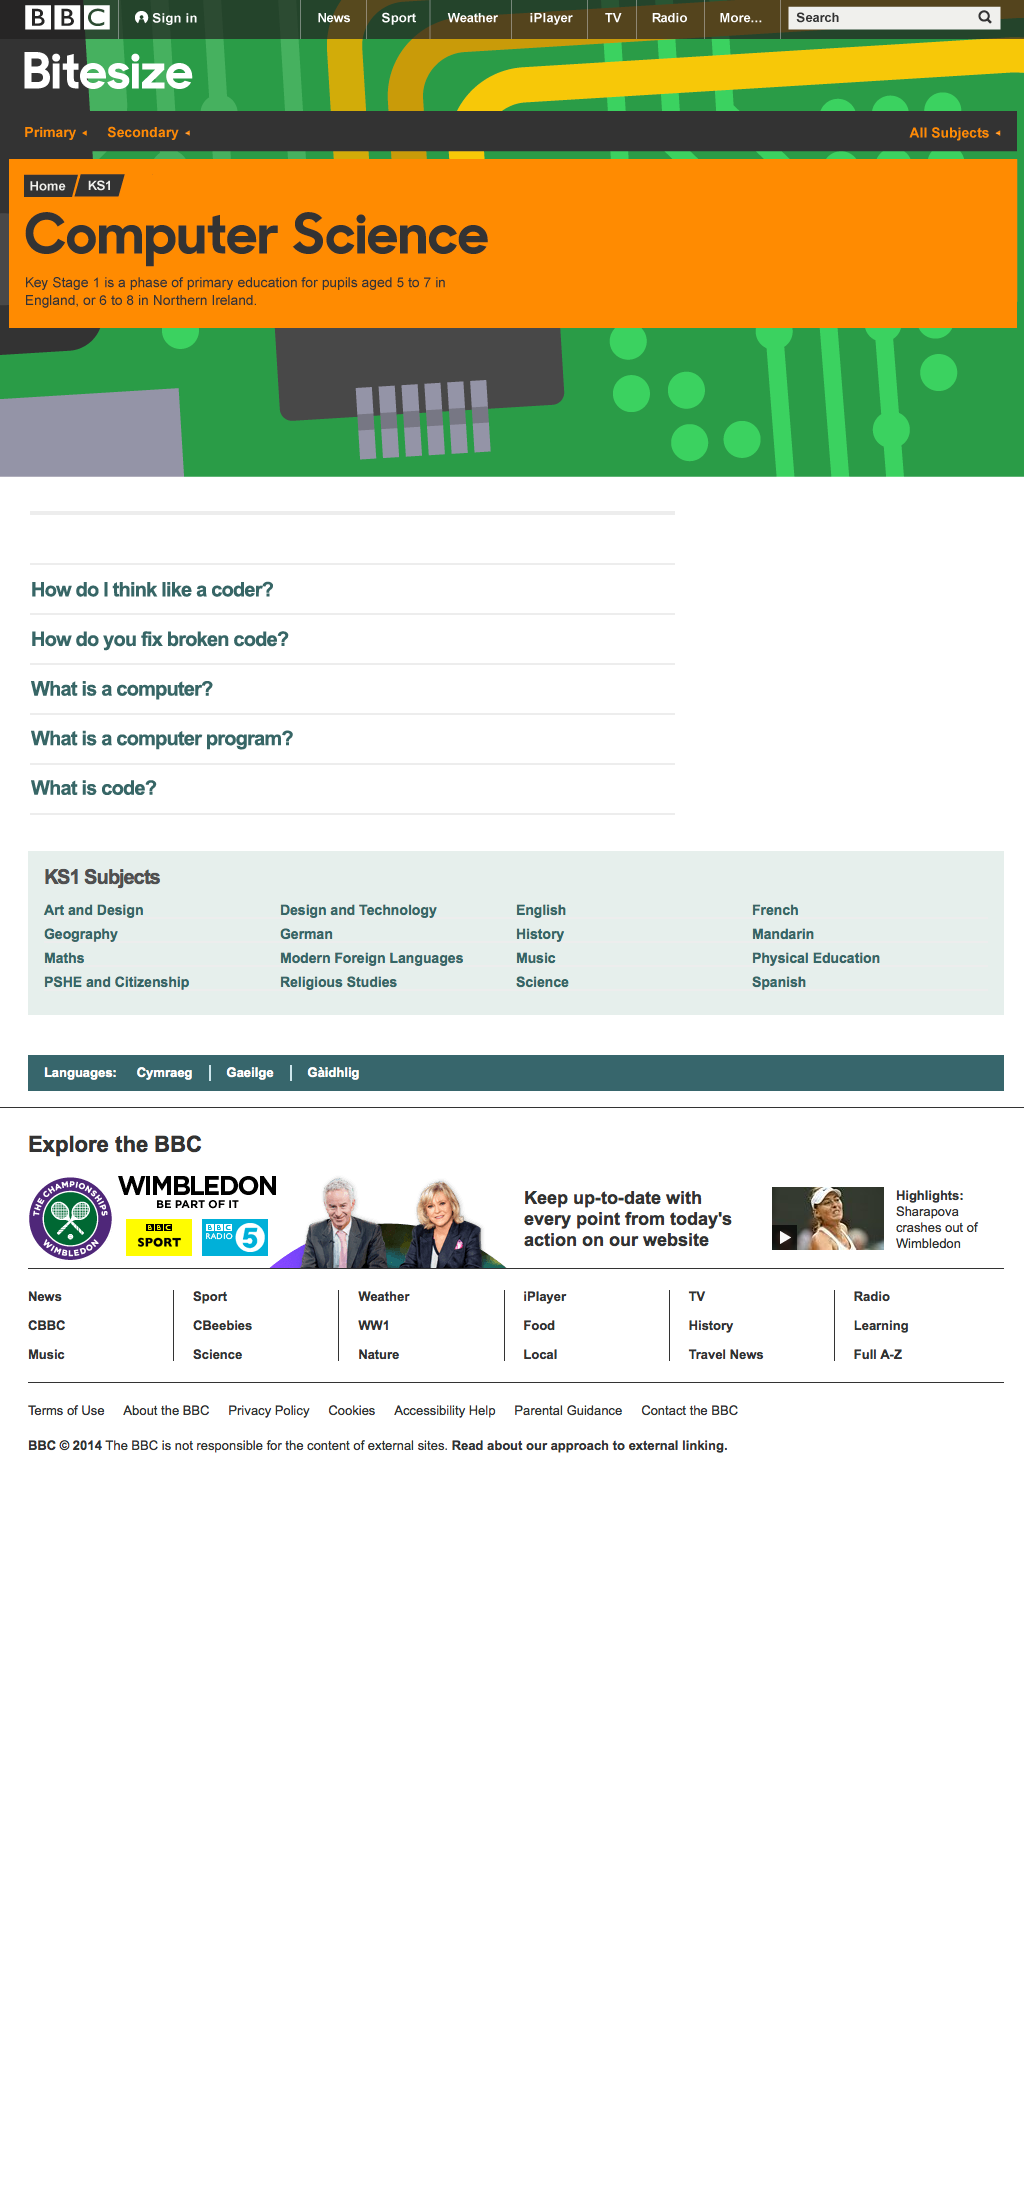 BBC Sign in News Sport Weather iPlayer TV Radio More... Search
Bitesize
Primary Secondary All Subjects
Home KS1
Computer Science
Key Stage 1 is a phase of primary education for pupils aged 5 to 7 in
England, or 6 to 8 in Northern Ireland.
How do I think like a coder?
How do you fix broken code?
What is a computer?
What is a computer program?
What is code?
KS1 Subjects
Art and Design Design and Technology English French
Geography German History Mandarin
Maths Modern Foreign Languages Music Physical Education
PSHE and Citizenship Religious Studies Science Spanish
Languages: Cymraeg Gaeilge Gàidhlig
Explore the BBC
THE CHAMPIONSHIPS
WIMBLEDON
WIMBLEDON
BE PART OF IT
BBC
SPORT
BBC
RADIO 5
Keep up-to-date with
every point from today's
action on our website
Highlights:
Sharapova
crashes out of
Wimbledon
News Sport Weather iPlayer TV Radio
CBBC CBeebies WW1 Food History Learning
Music Science Nature Local Travel News Full A-Z
Terms of Use About the BBC Privacy Policy Cookies Accessibility Help Parental Guidance Contact the BBC
BBC © 2014 The BBC is not responsible for the content of external sites. Read about our approach to external linking.